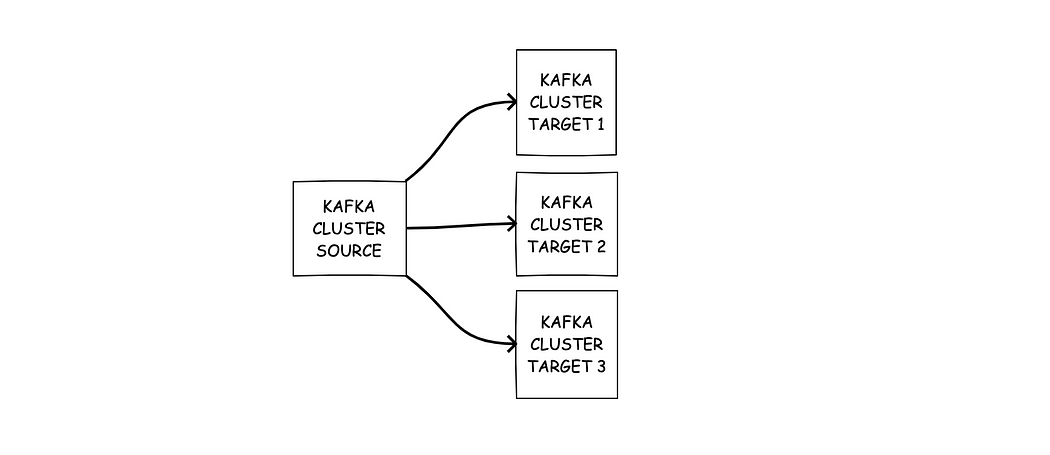 KAFKA
CLUSTER
SOURCE
KAFKA
CLUSTER
TARGET 1
KAFKA
CLUSTER
TARGET 2
KAFKA
CLUSTER
TARGET 3